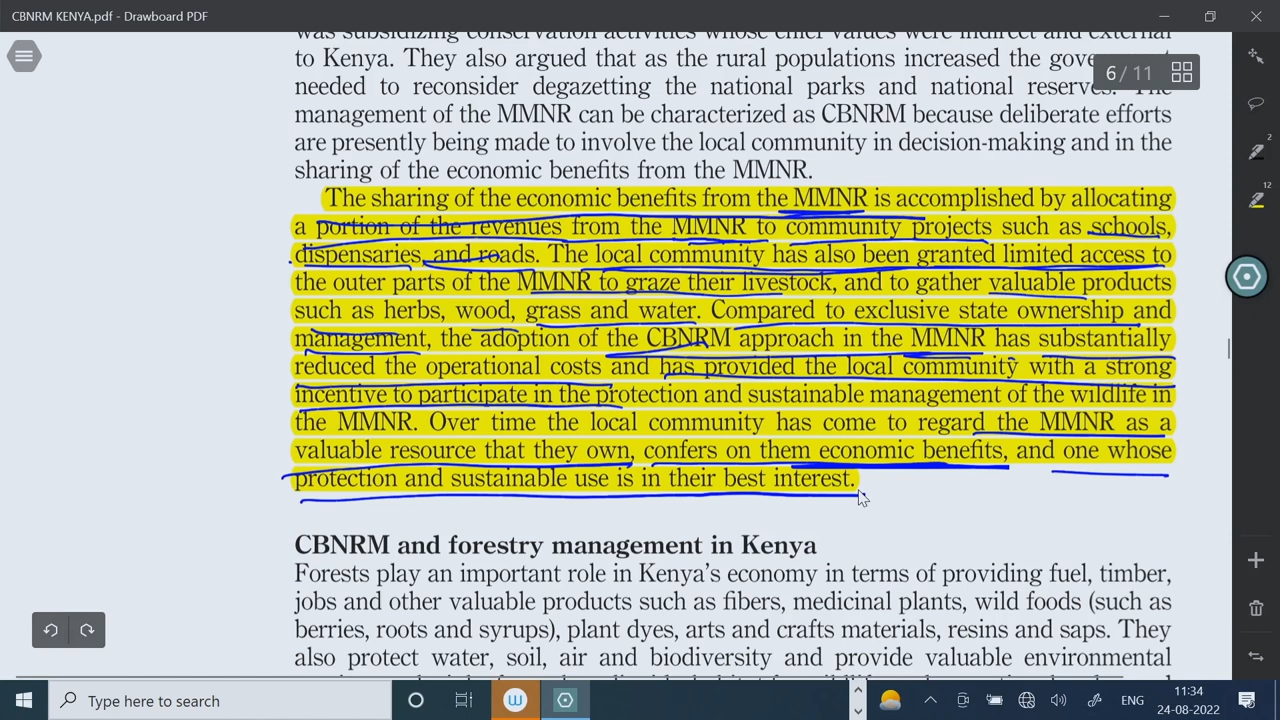 CBNRM KENYA.pdf - Drawboard PDF
was subsidizing conservation activities whose chief values were indirect and external
to Kenya. They also argued that as the rural populations increased the
6 / 11
needed to reconsider degazetting the national parks and national reserves. The
management of the MMNR can be characterized as CBNRM because deliberate efforts
are presently being made to involve the local community in decision-making and in the
sharing of the economic benefits from the MMNR.
The sharing of the economic benefits from the MMNR is accomplished by allocating
a portion of the revenues from the MMNR to community projects such as schools,
dispensaries, and roads. The local community has also been granted limited access to
the outer parts of the MMNR to graze their livestock, and to gather valuable products
such as herbs, wood, grass and water. Compared to exclusive state ownership and
management, the adoption of the CBNRM approach in the MMNR has substantially
reduced the operational costs and has provided the local community with a strong
incentive to participate in the protection and sustainable management of the wildlife in
the MMNR. Over time the local community has come to regard the MMNR as a
valuable resource that they own, confers on them economic benefits, and one whose
protection and sustainable use is in their best interest.
CBNRM and forestry management in Kenya
Forests play an important role in Kenya's economy in terms of providing fuel, timber,
jobs and other valuable products such as fibers, medicinal plants, wild foods (such as
berries, roots and syrups), plant dyes, arts and crafts materials, resins and saps. They
also protect water, soil, air and biodiversity and provide valuable environmental
2
12
Type here to search
W
ENG
11:34
24-08-2022